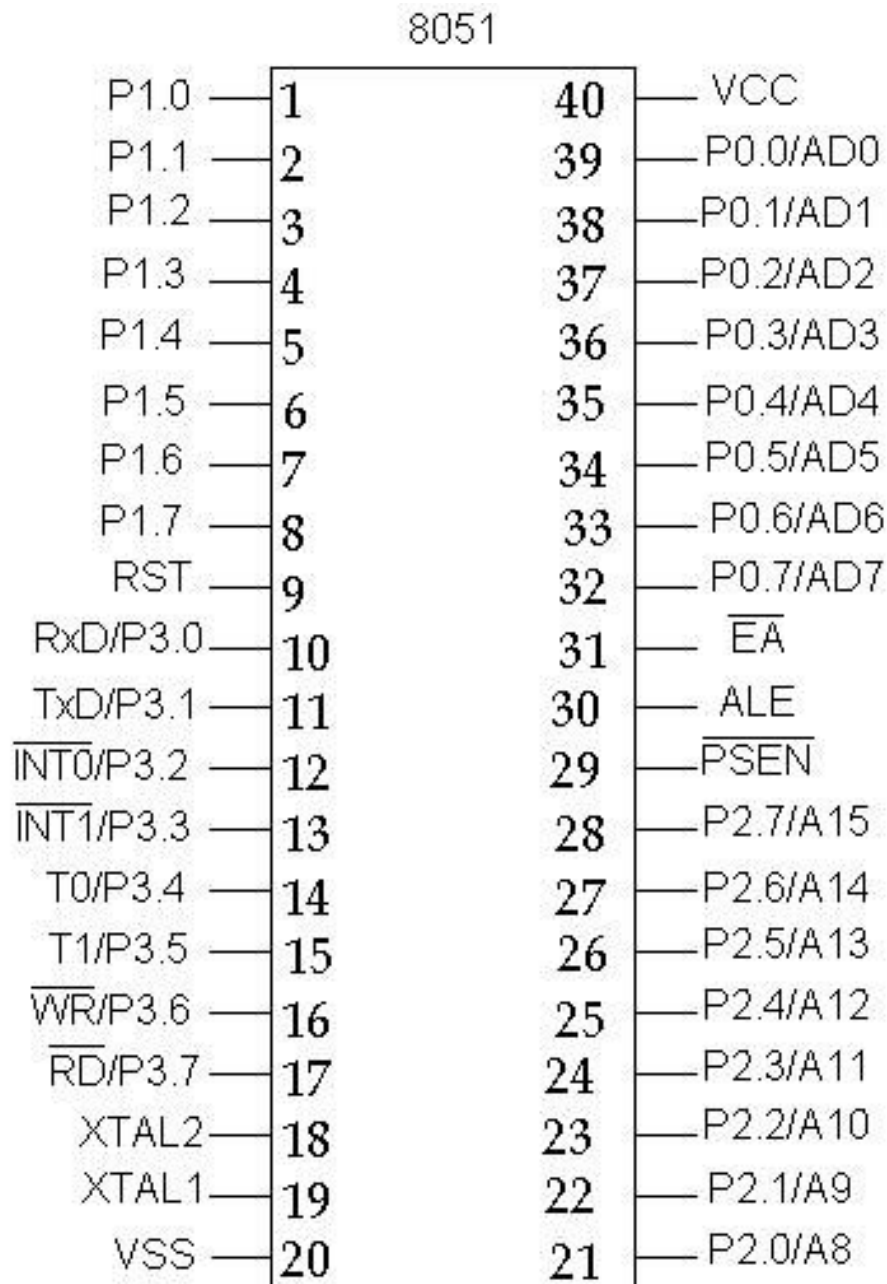 8051
P1.0 1 40 VCC
P1.1 2 39 P0.0/AD0
P1.2 3 38 P0.1/AD1
P1.3 4 37 P0.2/AD2
P1.4 5 36 P0.3/AD3
P1.5 6 35 P0.4/AD4
P1.6 7 34 P0.5/AD5
P1.7 8 33 P0.6/AD6
RST 9 32 P0.7/AD7
RxD/P3.0 10 31 E̅A̅
TxD/P3.1 11 30 ALE
I̅N̅T̅0̅/P3.2 12 29 P̅S̅E̅N̅
I̅N̅T̅1̅/P3.3 13 28 P2.7/A15
T0/P3.4 14 27 P2.6/A14
T1/P3.5 15 26 P2.5/A13
W̅R̅/P3.6 16 25 P2.4/A12
R̅D̅/P3.7 17 24 P2.3/A11
XTAL2 18 23 P2.2/A10
XTAL1 19 22 P2.1/A9
VSS 20 21 P2.0/A8